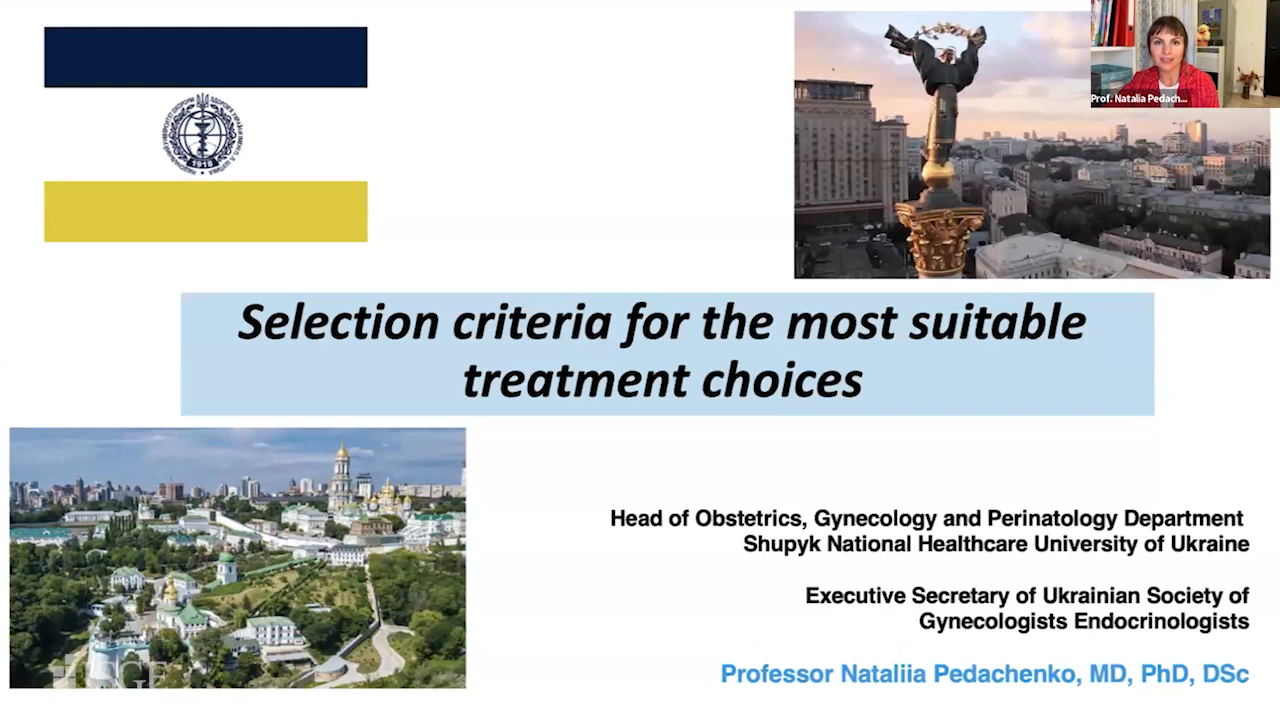 Prof. Natalia Pedach...
1918
Selection criteria for the most suitable
treatment choices
Head of Obstetrics, Gynecology and Perinatology Department
Shupyk National Healthcare University of Ukraine
Executive Secretary of Ukrainian Society of
Gynecologists Endocrinologists
Professor Nataliia Pedachenko, MD, PhD, DSc